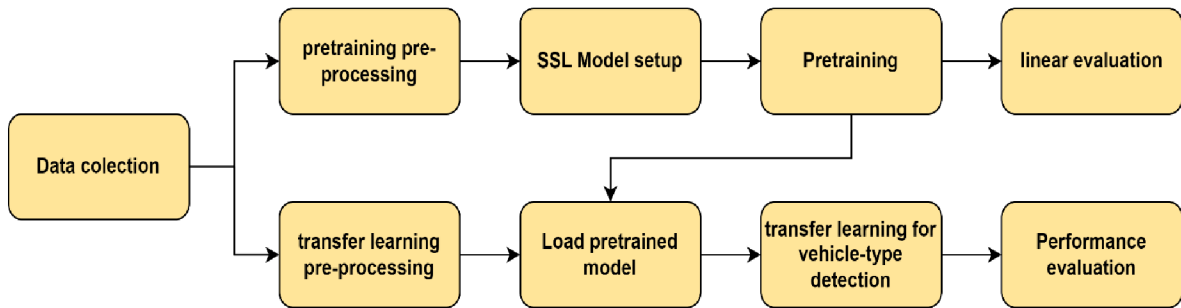 pretraining pre-
processing
SSL Model setup
Pretraining
linear evaluation
Data colection
transfer learning
pre-processing
Load pretrained
model
transfer learning for
vehicle-type
detection
Performance
evaluation